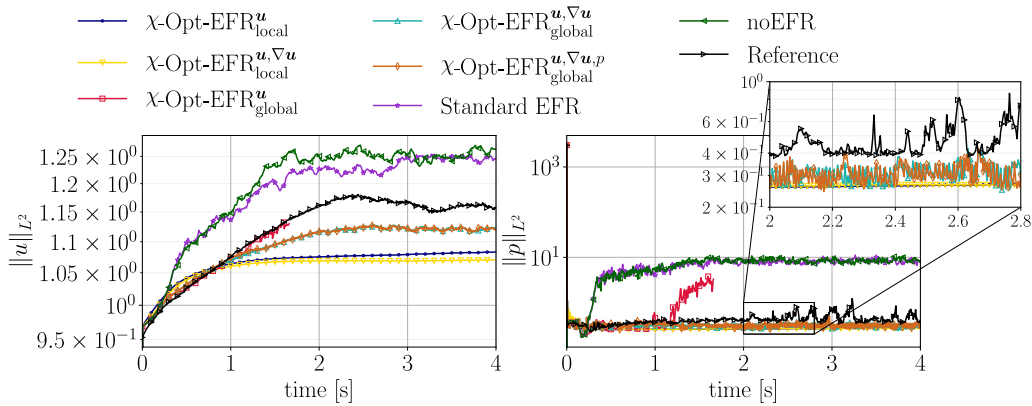 χ-Opt-EFR^u_local
χ-Opt-EFR^{u,∇u}_global
noEFR
χ-Opt-EFR^{u,∇u}_local
χ-Opt-EFR^{u,∇u,p}_global
Reference
χ-Opt-EFR^u_global
Standard EFR
10^0
6 × 10^-1
4 × 10^-1
3 × 10^-1
2 × 10^-1
2 2.2 2.4 2.6 2.8
||u||_{L^2}
1.25 × 10^0
1.2 × 10^0
1.15 × 10^0
1.1 × 10^0
1.05 × 10^0
10^0
9.5 × 10^-1
0 1 2 3 4
time [s]
||p||_{L^2}
10^3
10^1
0 1 2 3 4
time [s]